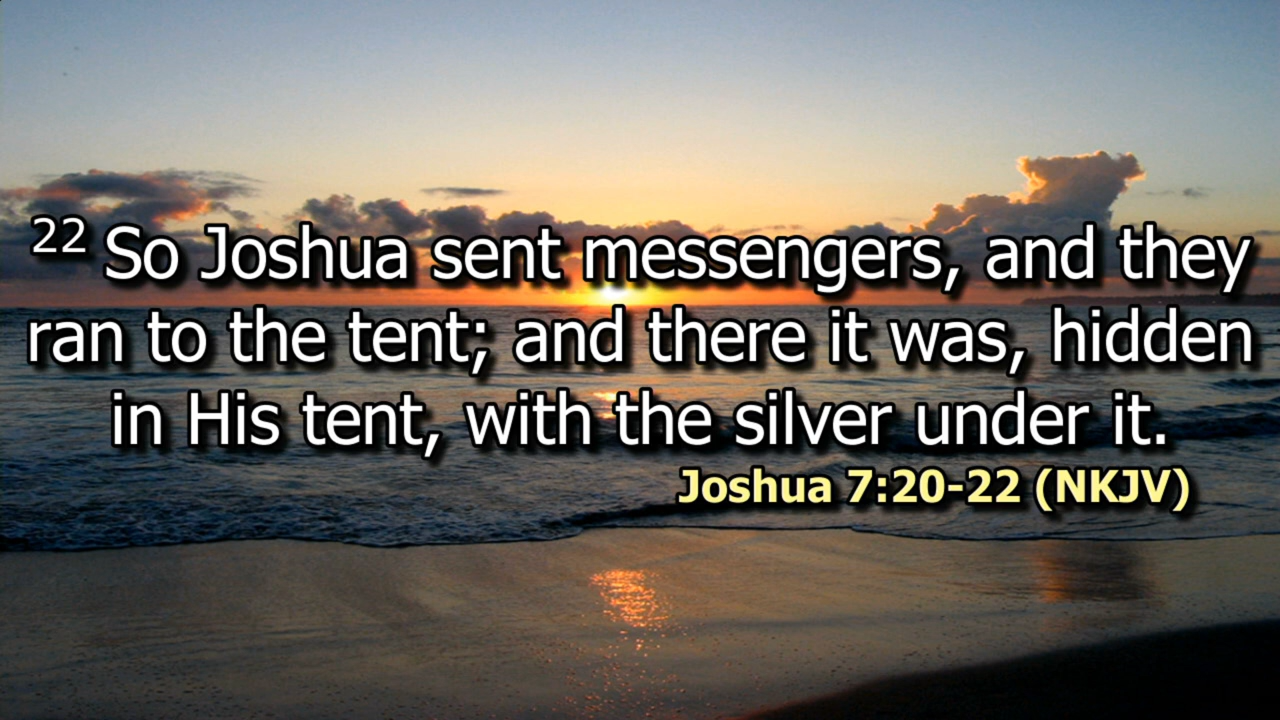 22 So Joshua sent messengers, and they
ran to the tent; and there it was, hidden
in His tent, with the silver under it.
Joshua 7:20-22 (NKJV)